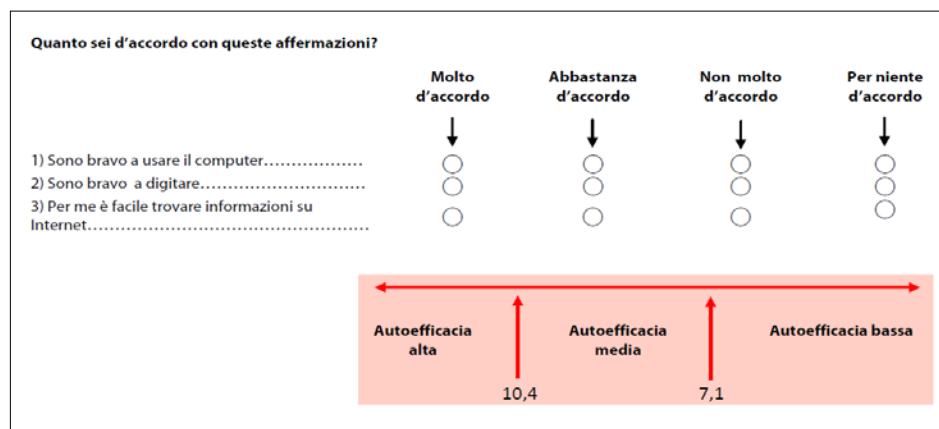 Quanto sei d'accordo con queste affermazioni?
Molto Abbastanza Non molto Per niente
d'accordo d'accordo d'accordo d'accordo
1) Sono bravo a usare il computer..................
2) Sono bravo a digitare..............................
3) Per me è facile trovare informazioni su
Internet...................................................
Autoefficacia Autoefficacia Autoefficacia bassa
alta media
10,4 7,1